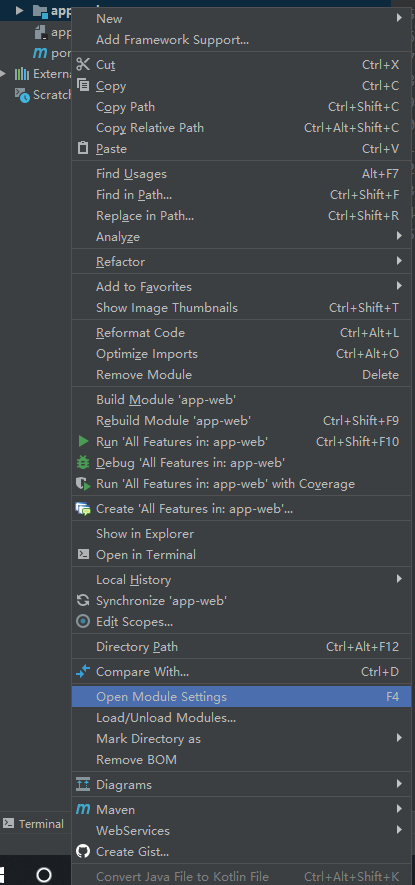 New
Add Framework Support...
Cut Ctrl+X
Copy Ctrl+C
Copy Path Ctrl+Shift+C
Copy Relative Path Ctrl+Alt+Shift+C
Paste Ctrl+V
Find Usages Alt+F7
Find in Path... Ctrl+Shift+F
Replace in Path... Ctrl+Shift+R
Analyze
Refactor
Add to Favorites
Show Image Thumbnails Ctrl+Shift+T
Reformat Code Ctrl+Alt+L
Optimize Imports Ctrl+Alt+O
Remove Module Delete
Build Module 'app-web'
Rebuild Module 'app-web' Ctrl+Shift+F9
Run 'All Features in: app-web' Ctrl+Shift+F10
Debug 'All Features in: app-web'
Run 'All Features in: app-web' with Coverage
Create 'All Features in: app-web'...
Show in Explorer
Open in Terminal
Local History
Synchronize 'app-web'
Edit Scopes...
Directory Path Ctrl+Alt+F12
Compare With... Ctrl+D
Open Module Settings F4
Load/Unload Modules...
Mark Directory as
Remove BOM
Diagrams
Maven
WebServices
Create Gist...
Convert Java File to Kotlin File Ctrl+Alt+Shift+K
app
m po
Extern
Scratc
Terminal